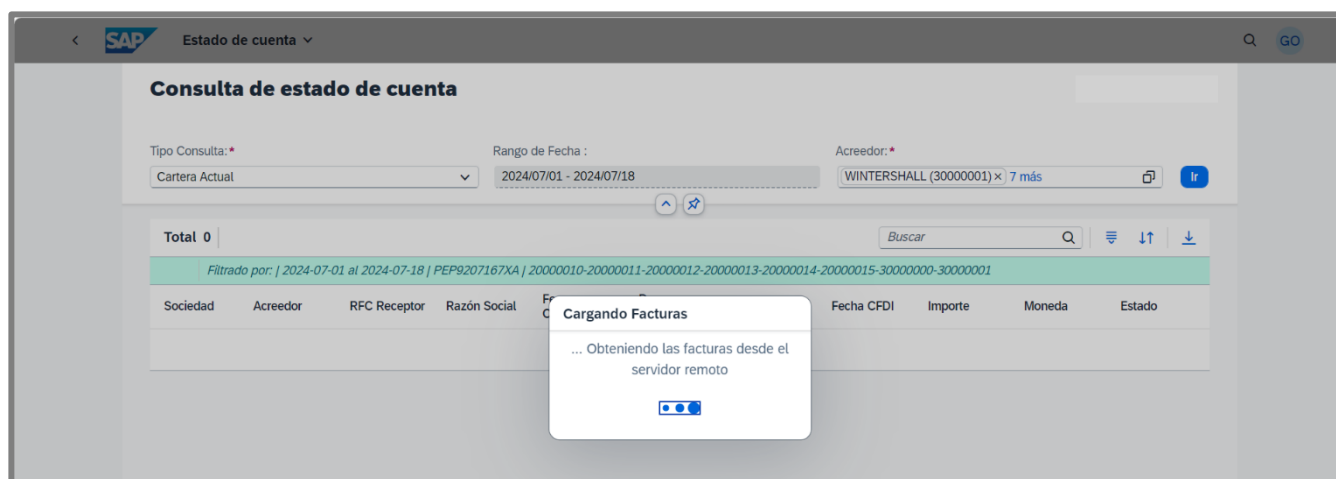 SAP Estado de cuenta GO
Consulta de estado de cuenta
Tipo Consulta:* Rango de Fecha : Acreedor:*
Cartera Actual 2024/07/01 - 2024/07/18 WINTERSHALL (30000001) × 7 más Ir
Total 0 Buscar
Filtrado por: | 2024-07-01 al 2024-07-18 | PEP9207167XA | 20000010-20000011-20000012-20000013-20000014-20000015-30000000-30000001
Sociedad Acreedor RFC Receptor Razón Social Fecha CFDI Importe Moneda Estado
Cargando Facturas
... Obteniendo las facturas desde el
servidor remoto